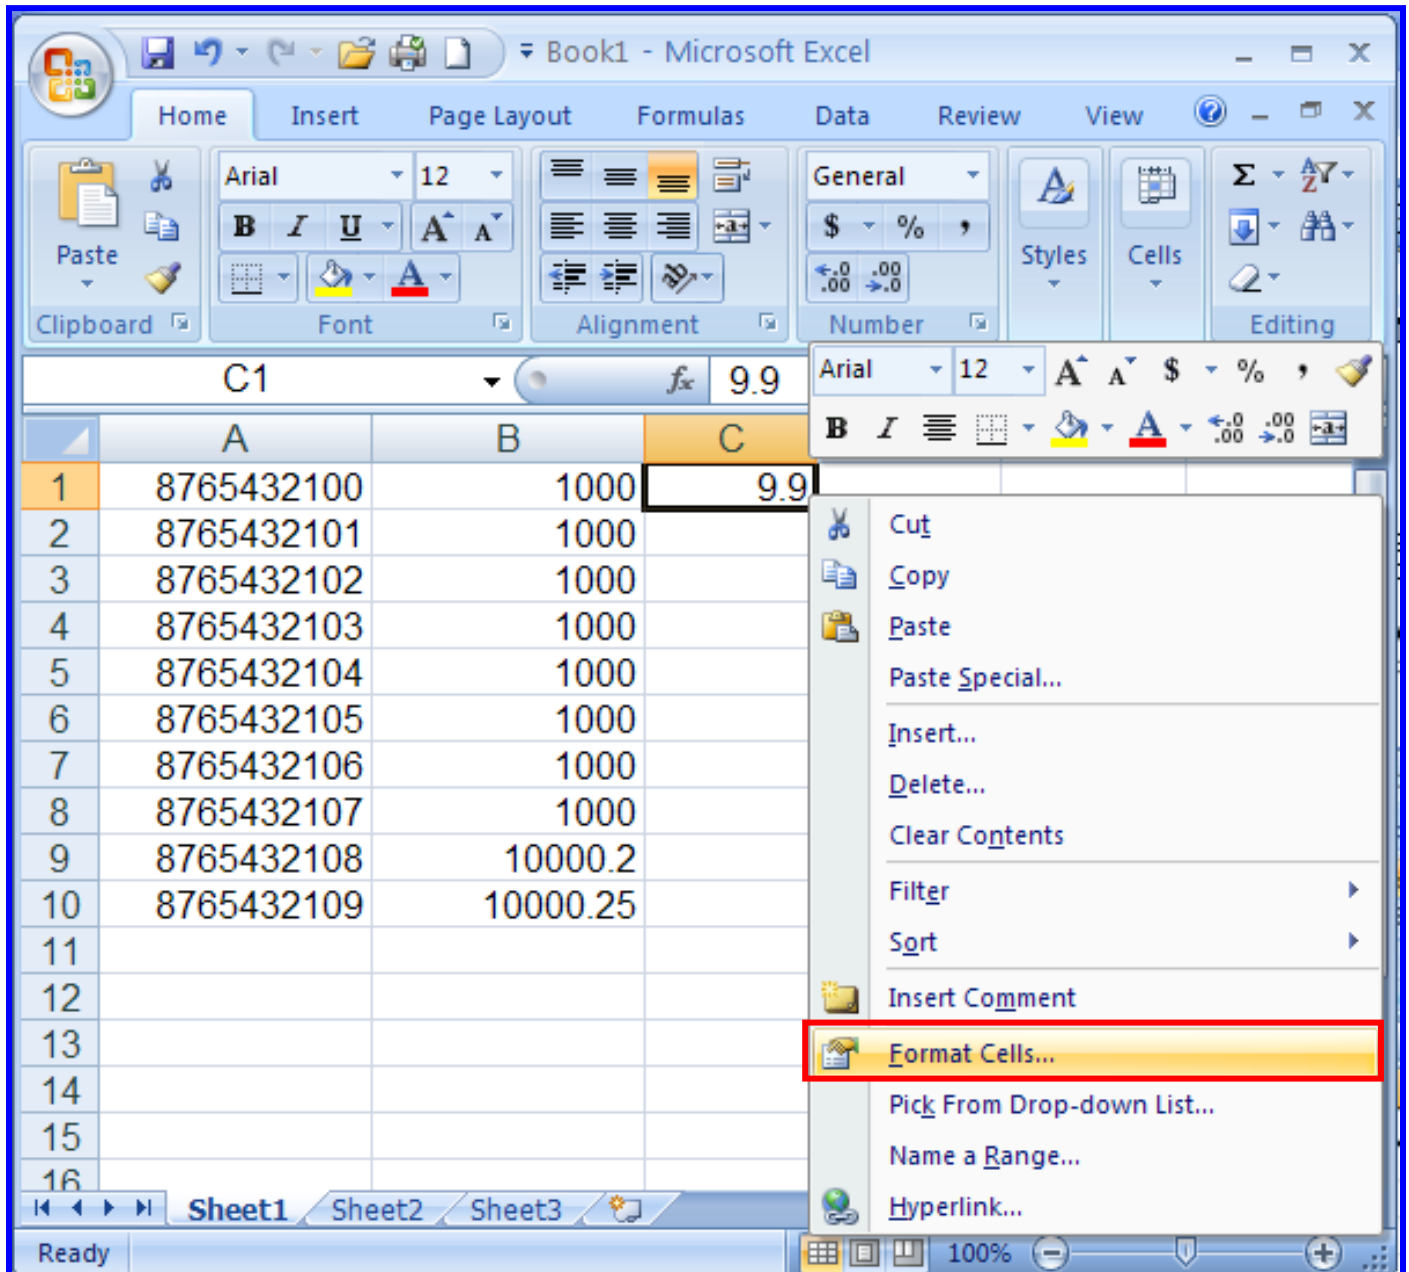 Book1 - Microsoft Excel
Home Insert Page Layout Formulas Data Review View
Arial 12 General
B I U A A $ % ,
Paste Styles Cells
Clipboard Font Alignment Number Editing
C1 fx 9.9
Arial 12 A A $ % ,
B I A
A B C
1 8765432100 1000 9.9
2 8765432101 1000
3 8765432102 1000
4 8765432103 1000
5 8765432104 1000
6 8765432105 1000
7 8765432106 1000
8 8765432107 1000
9 8765432108 10000.2
10 8765432109 10000.25
11
12
13
14
15
16
Cut
Copy
Paste
Paste Special...
Insert...
Delete...
Clear Contents
Filter
Sort
Insert Comment
Format Cells...
Pick From Drop-down List...
Name a Range...
Hyperlink...
Sheet1 Sheet2 Sheet3
Ready 100%